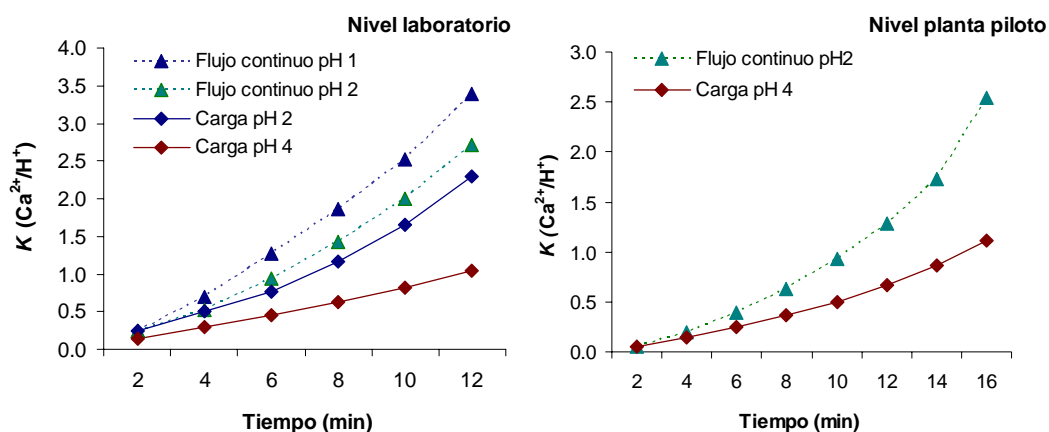 Nivel laboratorio
4.0
3.5
3.0
2.5
2.0
1.5
1.0
0.5
0.0
K (Ca²⁺/H⁺)
Flujo continuo pH 1
Flujo continuo pH 2
Carga pH 2
Carga pH 4
2 4 6 8 10 12
Tiempo (min)
Nivel planta piloto
3.0
2.5
2.0
1.5
1.0
0.5
0.0
K (Ca²⁺/H⁺)
Flujo continuo pH2
Carga pH 4
2 4 6 8 10 12 14 16
Tiempo (min)